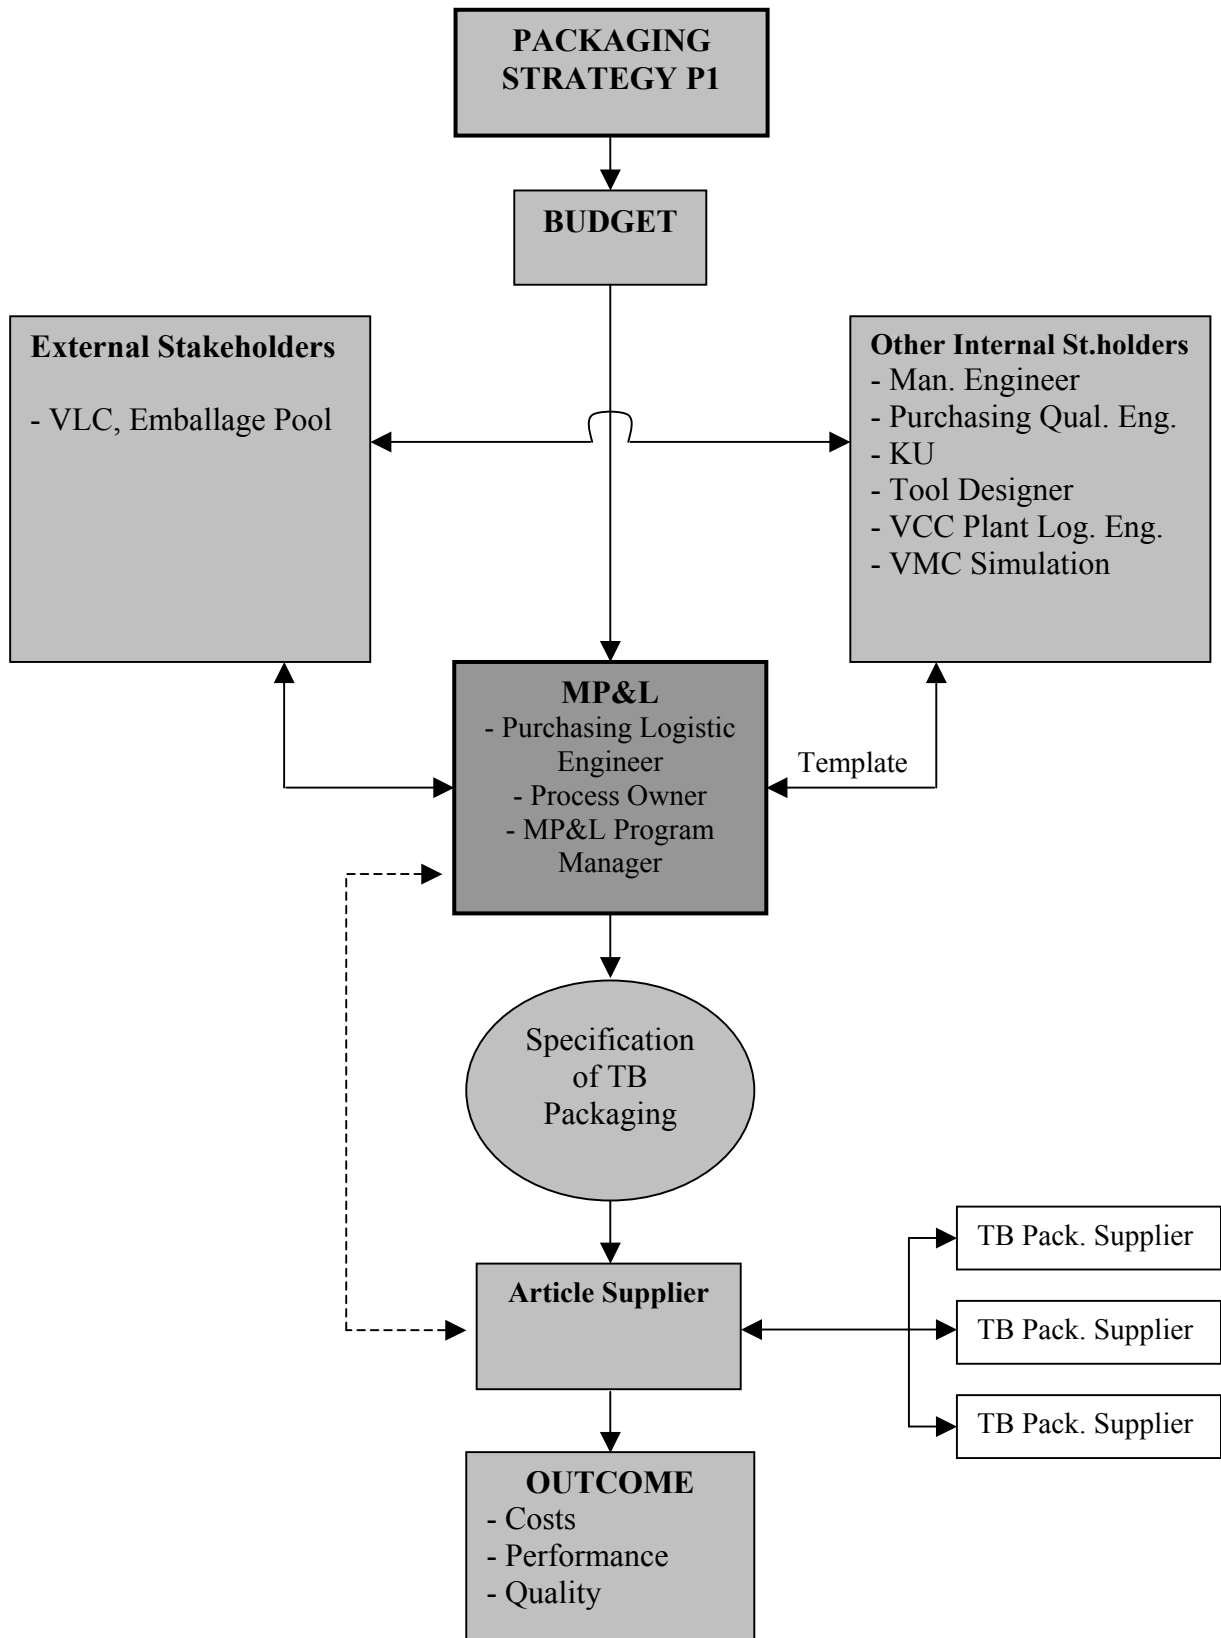 PACKAGING
STRATEGY P1
BUDGET
External Stakeholders
- VLC, Emballage Pool
Other Internal St.holders
- Man. Engineer
- Purchasing Qual. Eng.
- KU
- Tool Designer
- VCC Plant Log. Eng.
- VMC Simulation
MP&L
- Purchasing Logistic
Engineer
- Process Owner
- MP&L Program
Manager
Template
Specification
of TB
Packaging
Article Supplier
TB Pack. Supplier
TB Pack. Supplier
TB Pack. Supplier
OUTCOME
- Costs
- Performance
- Quality